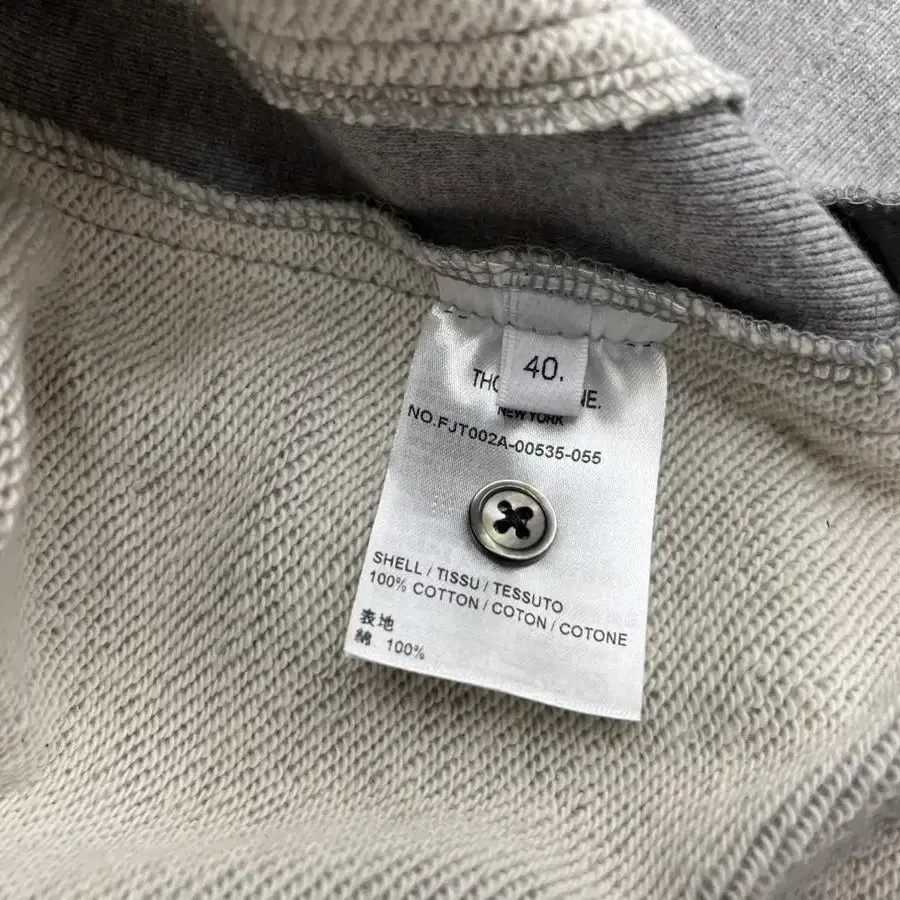 40.
THO NE.
NEW YORK
NO.FJT002A-00535-055
SHELL / TISSU / TESSUTO
100% COTTON / COTON / COTONE
表地
綿 100%